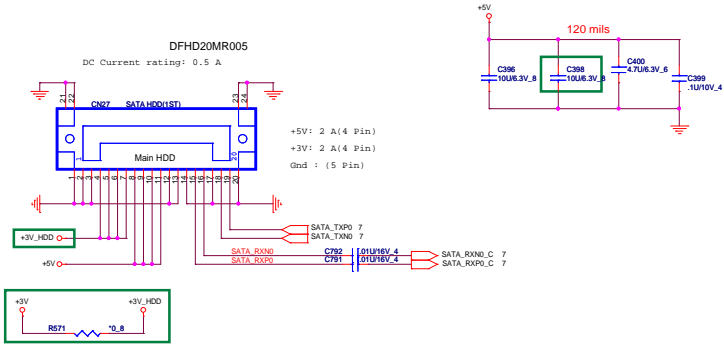 DFHD20MR005
DC Current rating: 0.5 A
21
22
23
24
CN27 SATA HDD(1ST)
1
20
Main HDD
1
2
3
4
5
6
7
8
9
10
11
12
13
14
15
16
17
18
19
20
+5V: 2 A(4 Pin)
+3V: 2 A(4 Pin)
Gnd : (5 Pin)
+5V
120 mils
C396
10U/6.3V_8
C398
10U/6.3V_8
C400
4.7U/6.3V_6
C399
.1U/10V_4
SATA_TXP0 7
SATA_TXN0 7
+3V_HDD
+5V
SATA_RXN0
C792
.01U/16V_4
SATA_RXN0_C 7
SATA_RXP0
C791
.01U/16V_4
SATA_RXP0_C 7
+3V
+3V_HDD
R571
*0_8